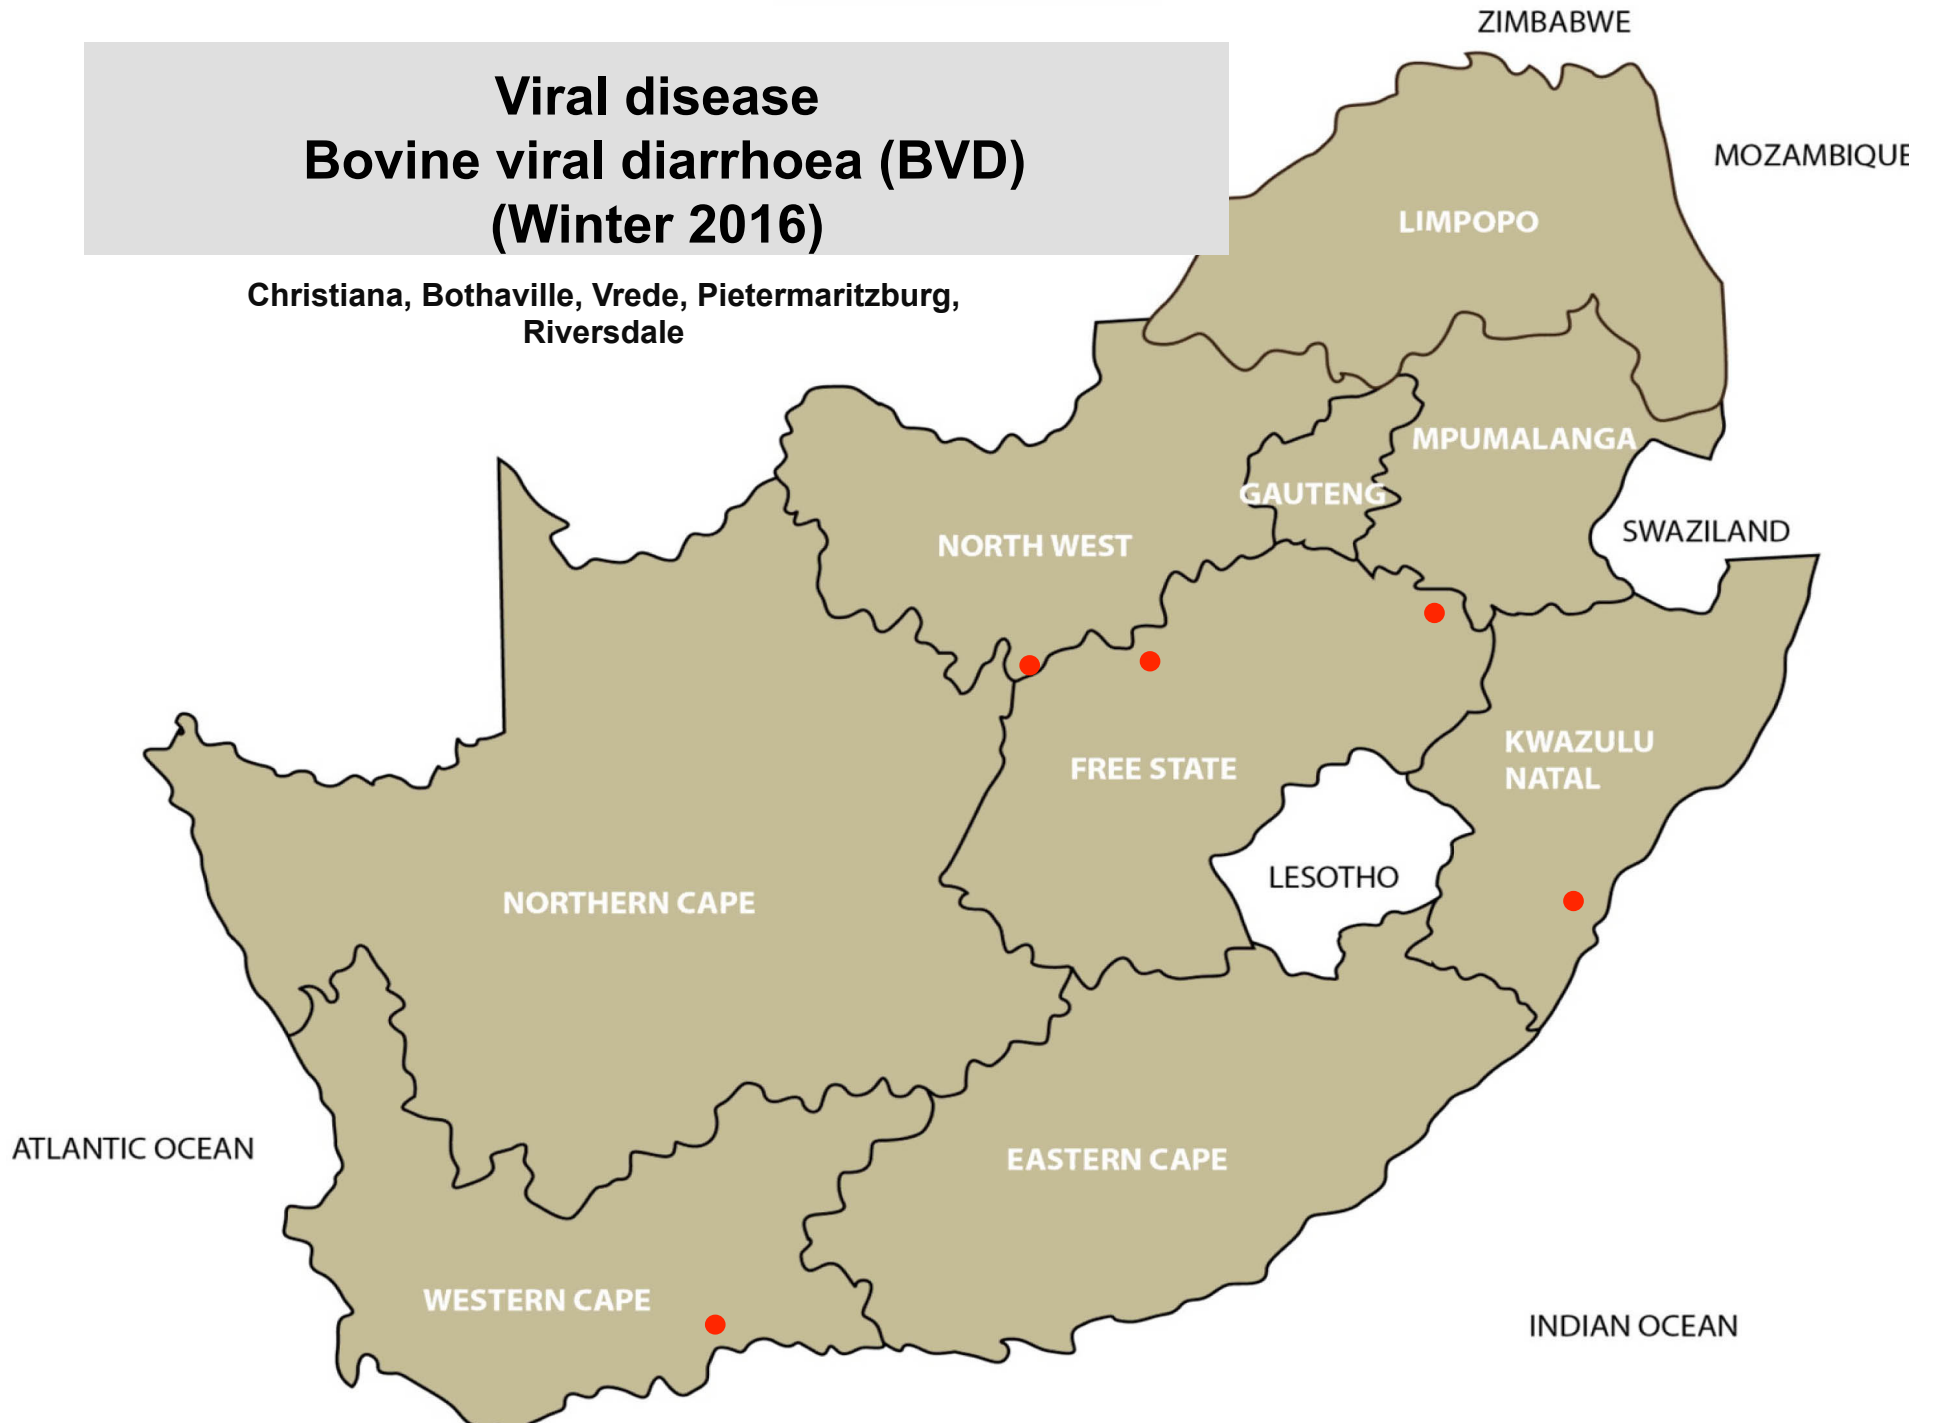 ZIMBABWE
Viral disease
Bovine viral diarrhoea (BVD)
(Winter 2016)
MOZAMBIQUE
LIMPOPO
Christiana, Bothaville, Vrede, Pietermaritzburg,
Riversdale
MPUMALANGA
GAUTENG
SWAZILAND
NORTH WEST
KWAZULU
NATAL
FREE STATE
LESOTHO
NORTHERN CAPE
ATLANTIC OCEAN
EASTERN CAPE
WESTERN CAPE
INDIAN OCEAN